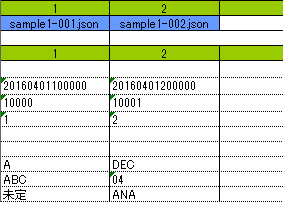 1 2
sample1-001.json sample1-002.json
1 2
20160401100000 20160401200000
10000 10001
1 2
A DEC
ABC 04
未定 ANA